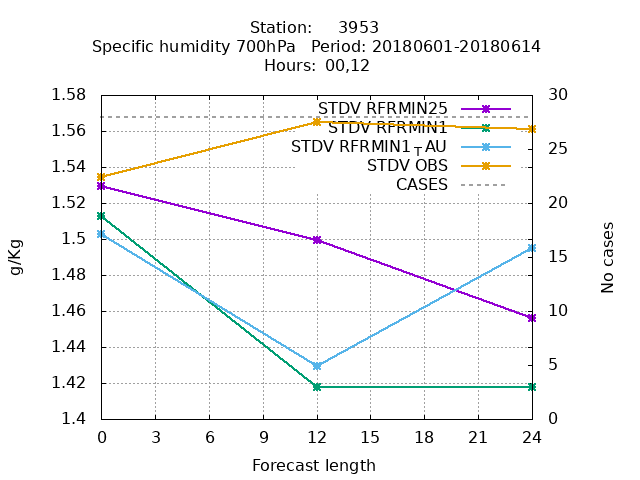 Station:     3953
Specific humidity 700hPa   Period: 20180601-20180614
Hours: 00,12
1.58
1.56
1.54
1.52
1.5
1.48
1.46
1.44
1.42
1.4
g/Kg
STDV RFRMIN25
STDV RFRMIN1
STDV RFRMIN1TAU
STDV OBS
CASES
30
25
20
15
10
5
0
No cases
0 3 6 9 12 15 18 21 24
Forecast length